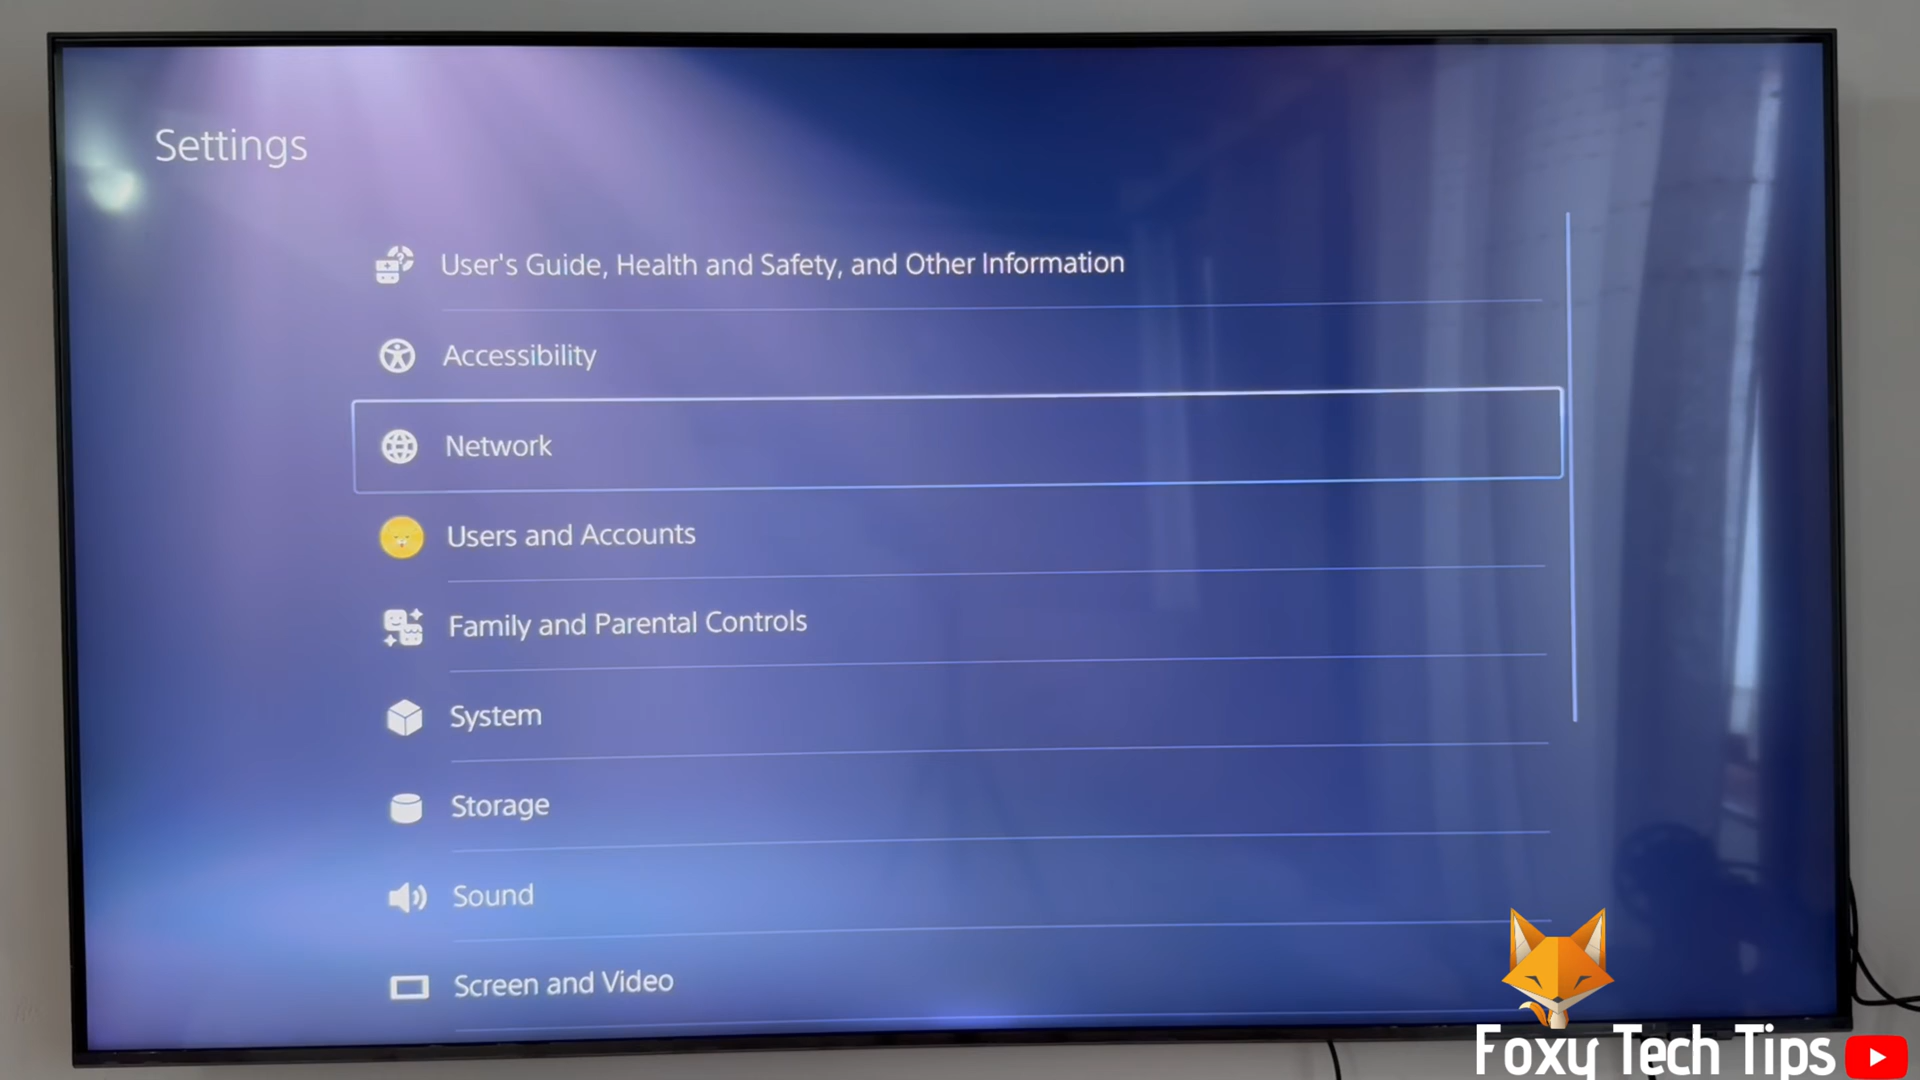 Settings
User's Guide, Health and Safety, and Other Information
Accessibility
Network
Users and Accounts
Family and Parental Controls
System
Storage
Sound
Screen and Video
Foxy Tech Tips